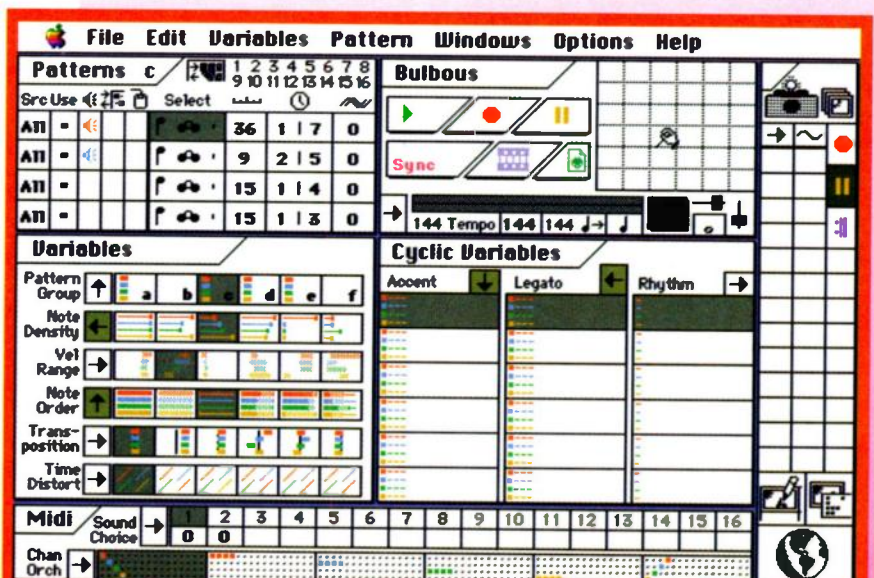 File Edit Variables Pattern Windows Options Help
Patterns c
1 2 3 4 5 6 7 8
9 10 11 12 13 14 15 16
Src Use Select
All - 36 1 | 7 0
All - 9 2 | 5 0
All - 15 1 | 4 0
All - 15 1 | 3 0
Bulbous
Sync
144 Tempo 144 144
Variables
Pattern Group a b c d e f
Note Density
Vel Range
Note Order
Trans-
position
Time Distort
Cyclic Variables
Accent Legato Rhythm
Midi
Sound Choice 1 2 3 4 5 6 7 8 9 10 11 12 13 14 15 16
0 0
Chan Orch